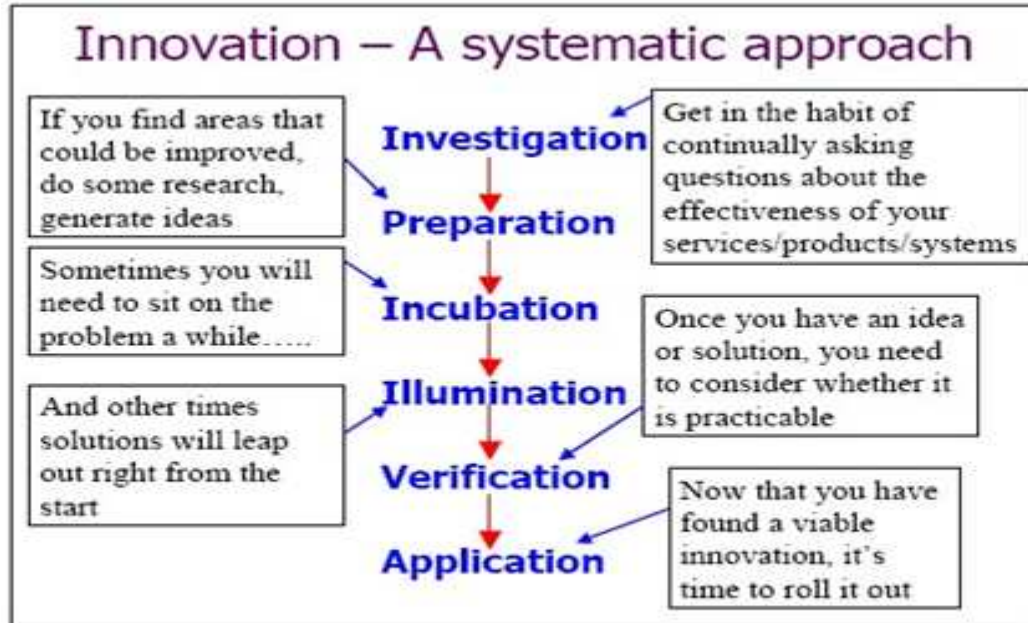 Innovation – A systematic approach
If you find areas that
could be improved,
do some research,
generate ideas
Investigation
Get in the habit of
continually asking
questions about the
effectiveness of your
services/products/systems
Preparation
Sometimes you will
need to sit on the
problem a while.....
Incubation
Once you have an idea
or solution, you need
to consider whether it
is practicable
And other times
solutions will leap
out right from the
start
Illumination
Verification
Now that you have
found a viable
innovation, it's
time to roll it out
Application